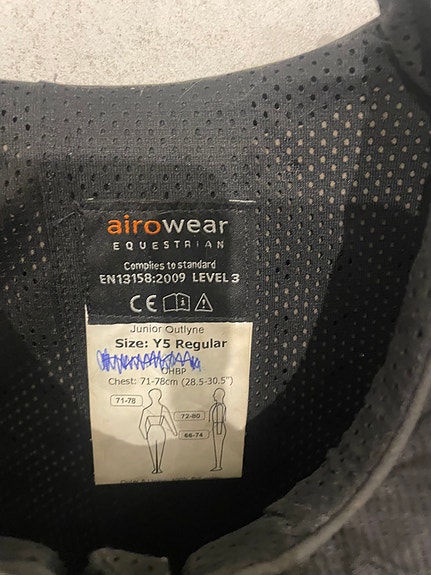 airowear
EQUESTRIAN
Complies to standard
EN13158:2009 LEVEL 3
CE
Junior Outlyne
Size: Y5 Regular
OHBP
Chest: 71-78cm (28.5-30.5")
71-78
72-80
66-74